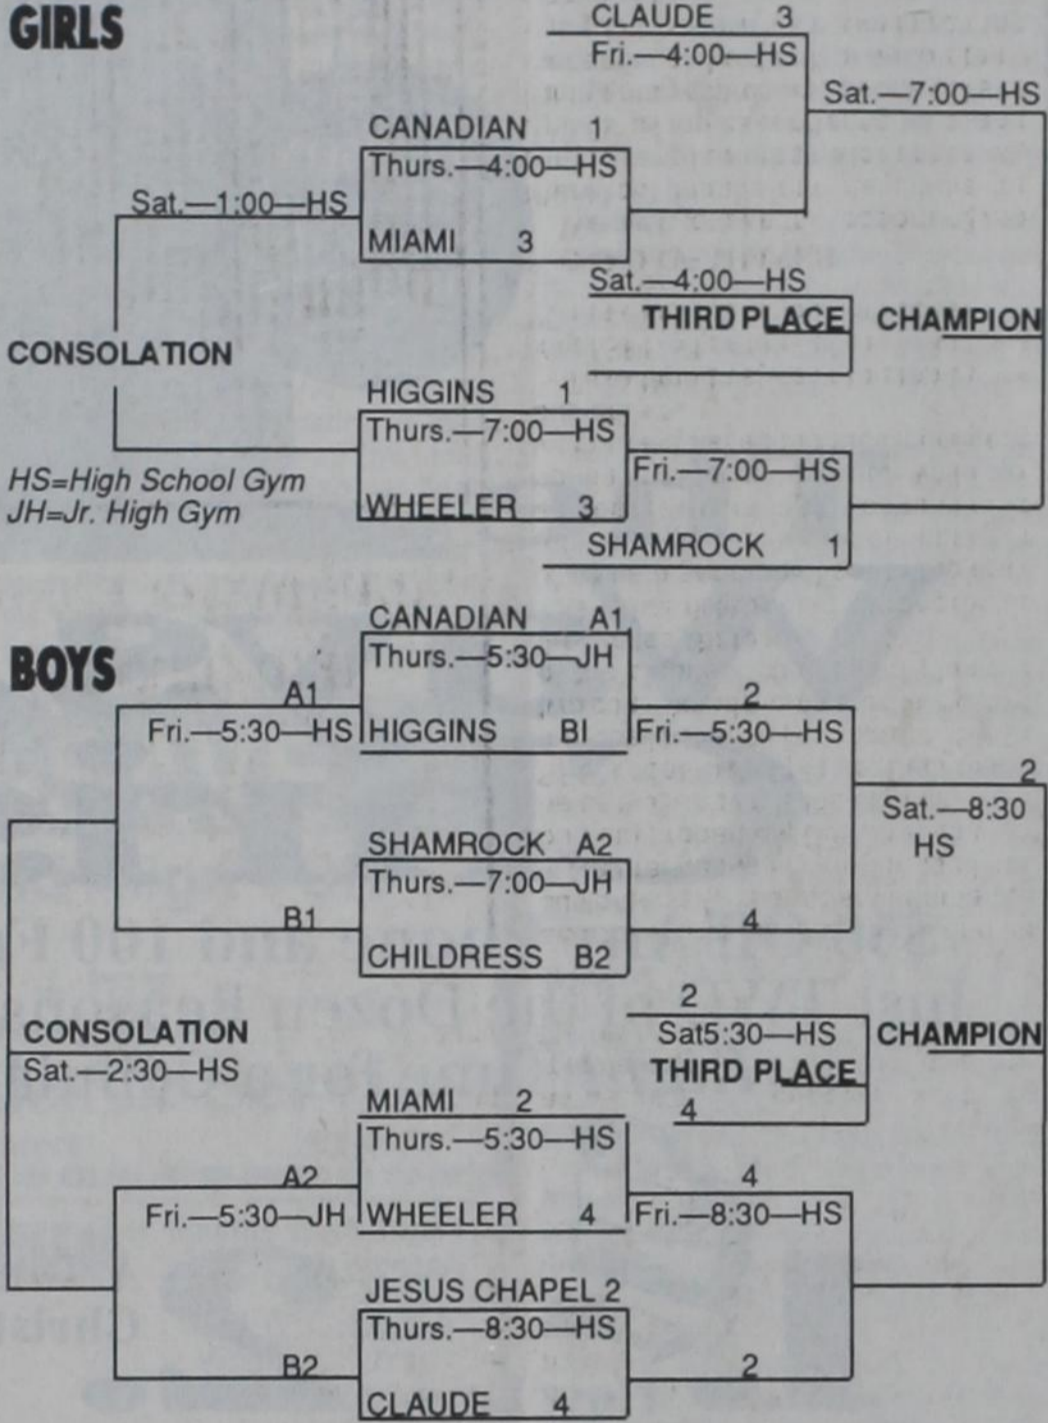 GIRLS
CLAUDE 3
Fri.—4:00—HS
Sat.—7:00—HS
CANADIAN 1
Thurs.—4:00—HS
Sat.—1:00—HS
MIAMI 3
Sat.—4:00—HS
THIRD PLACE
CHAMPION
CONSOLATION
HIGGINS 1
Thurs.—7:00—HS
Fri.—7:00—HS
HS=High School Gym
JH=Jr. High Gym
WHEELER 3
SHAMROCK 1
BOYS
CANADIAN A1
Thurs.—5:30—JH
A1
2
Fri.—5:30—HS
HIGGINS BI
Fri.—5:30—HS
2
Sat.—8:30
HS
SHAMROCK A2
Thurs.—7:00—JH
B1
4
CHILDRESS B2
2
CONSOLATION
Sat5:30—HS
CHAMPION
Sat.—2:30—HS
THIRD PLACE
4
MIAMI 2
Thurs.—5:30—HS
A2
4
Fri.—5:30—JH
WHEELER 4
Fri.—8:30—HS
JESUS CHAPEL 2
Thurs.—8:30—HS
B2
2
CLAUDE 4